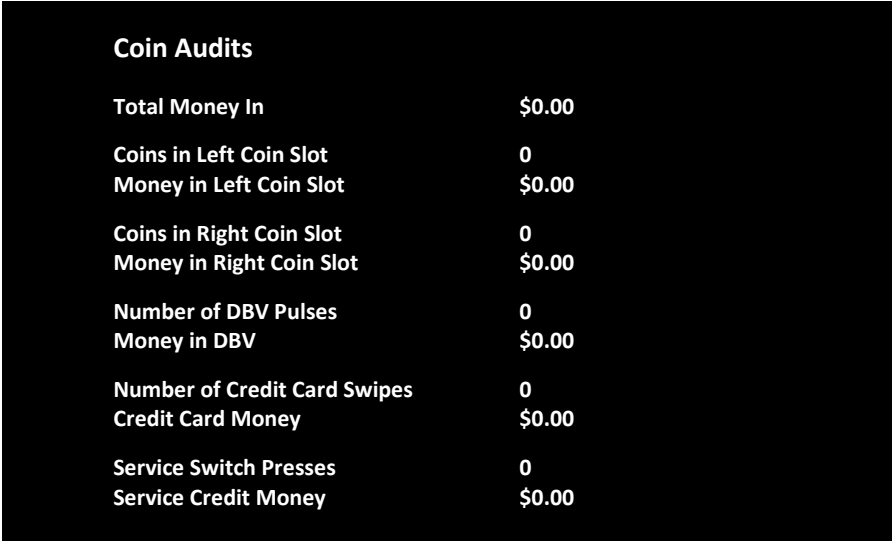 Coin Audits
Total Money In $0.00
Coins in Left Coin Slot 0
Money in Left Coin Slot $0.00
Coins in Right Coin Slot 0
Money in Right Coin Slot $0.00
Number of DBV Pulses 0
Money in DBV $0.00
Number of Credit Card Swipes 0
Credit Card Money $0.00
Service Switch Presses 0
Service Credit Money $0.00